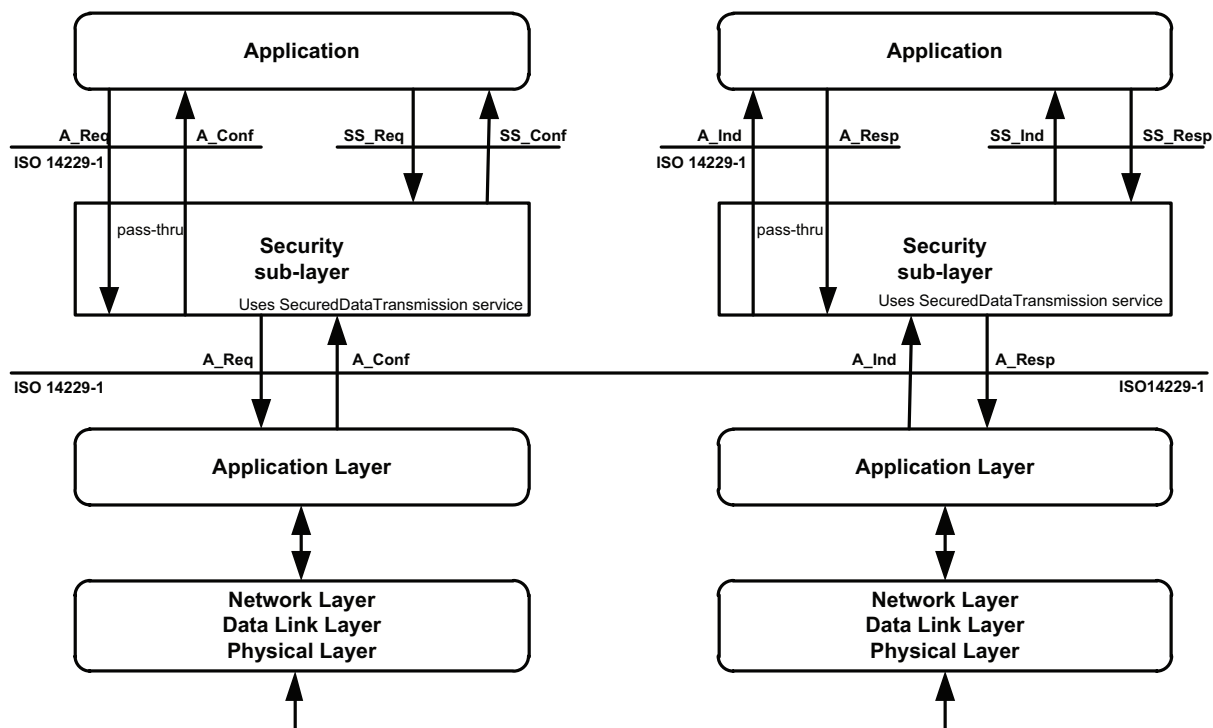 Application
Application
A_Req
A_Conf
SS_Req
SS_Conf
A_Ind
A_Resp
SS_Ind
SS_Resp
ISO 14229-1
ISO 14229-1
pass-thru
Security
sub-layer
Uses SecuredDataTransmission service
pass-thru
Security
sub-layer
Uses SecuredDataTransmission service
A_Req
A_Conf
A_Ind
A_Resp
ISO 14229-1
ISO14229-1
Application Layer
Application Layer
Network Layer
Data Link Layer
Physical Layer
Network Layer
Data Link Layer
Physical Layer